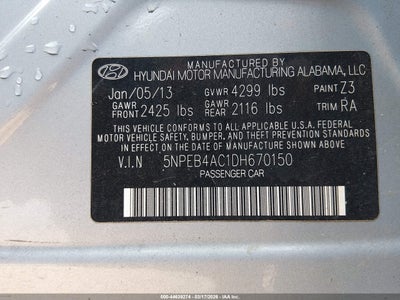 MANUFACTURED BY
HYUNDAI MOTOR MANUFACTURING ALABAMA, LLC
Jan/05/13 GVWR 4299 lbs PAINT Z3
GAWR FRONT 2425 lbs GAWR REAR 2116 lbs TRIM RA
THIS VEHICLE CONFORMS TO ALL APPLICABLE U.S. FEDERAL
MOTOR VEHICLE SAFETY, BUMPER, AND THEFT PREVENTION
STANDARDS IN EFFECT ON THE DATE OF MANUFACTURE SHOWN ABOVE.
V.I.N 5NPEB4AC1DH670150
PASSENGER CAR